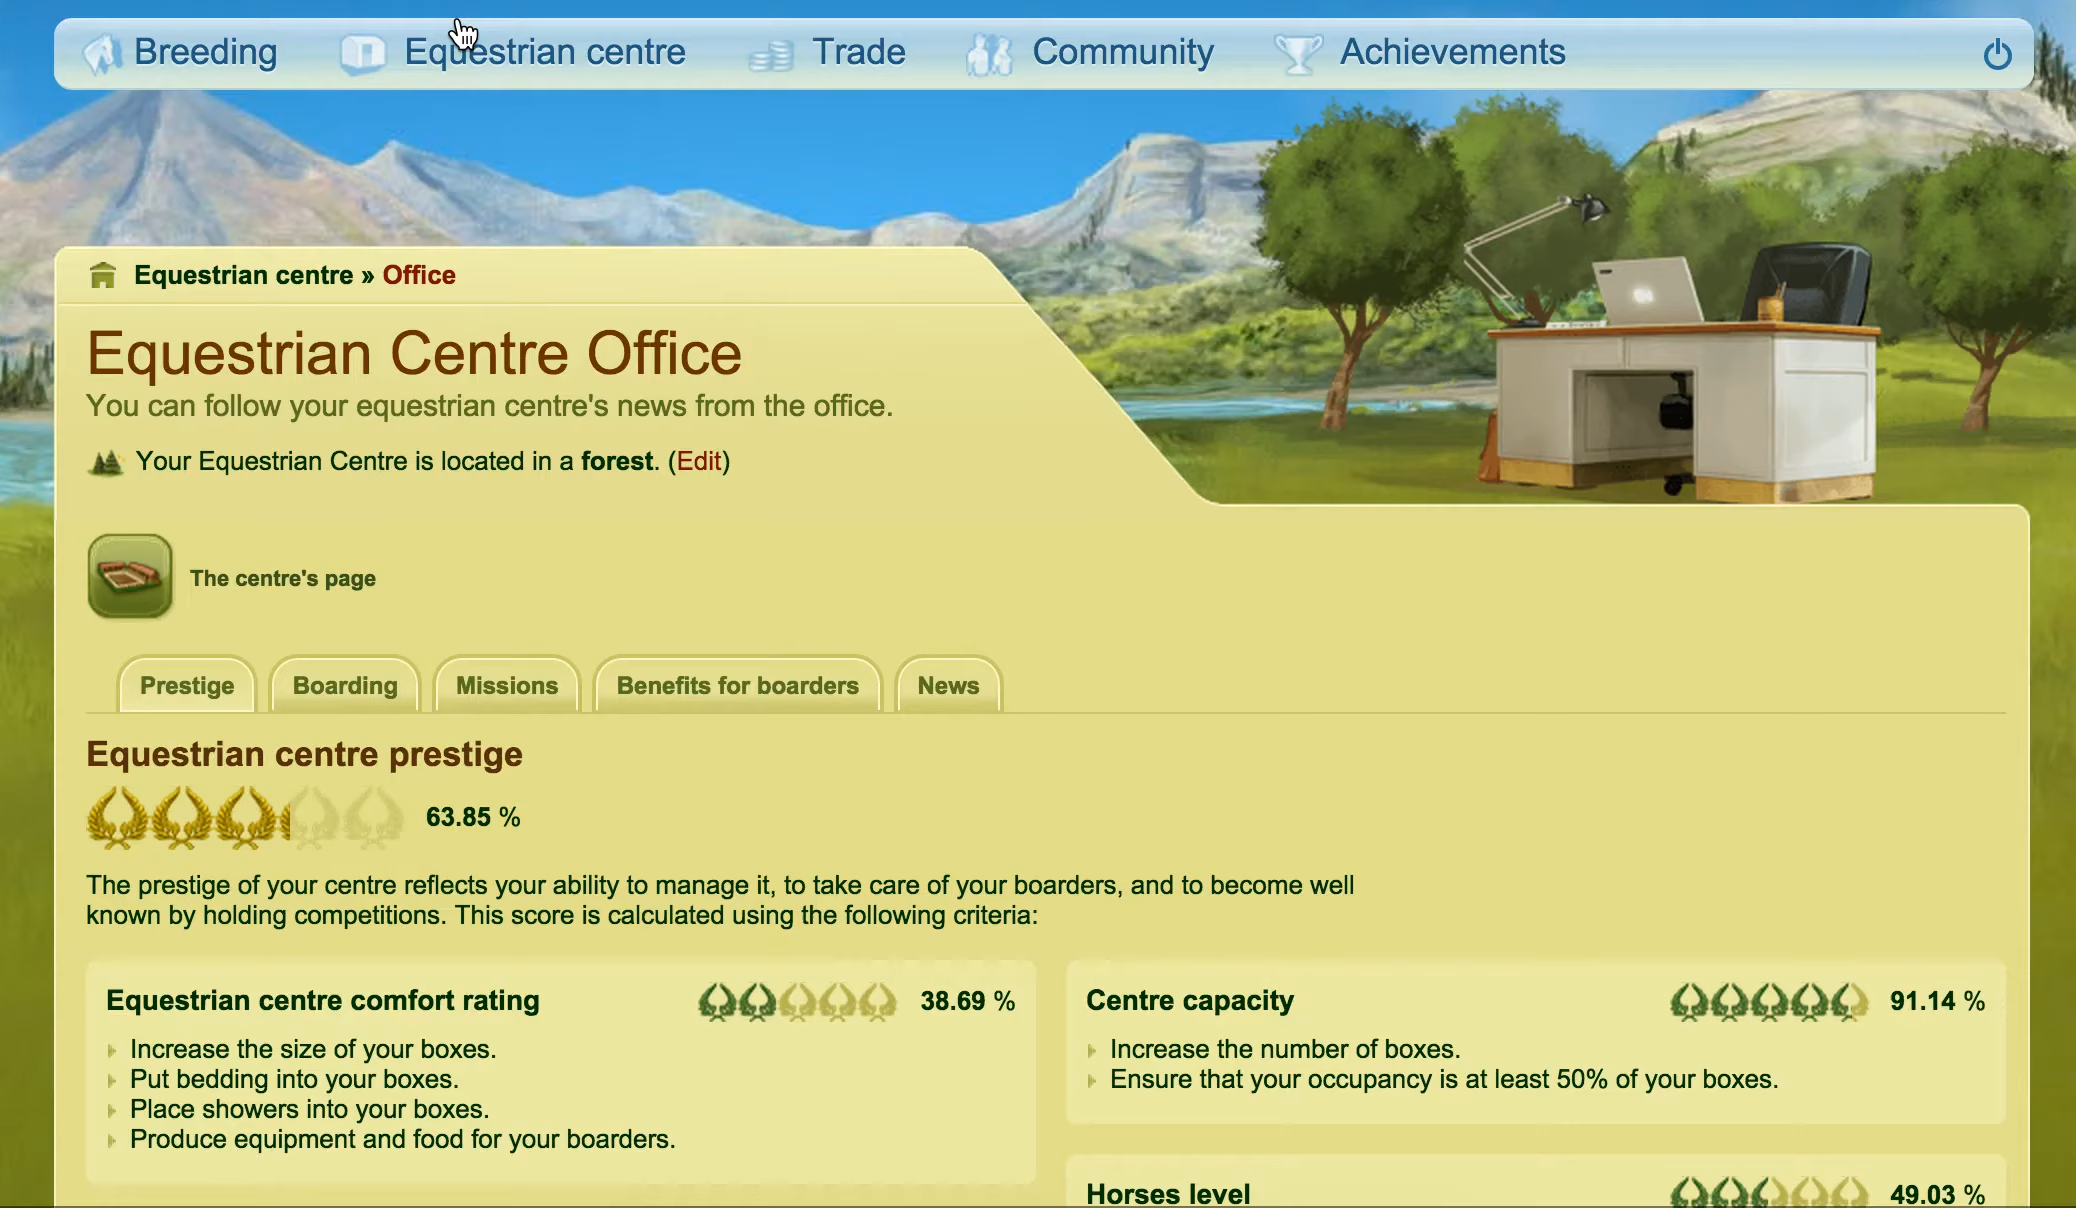 Breeding
Equestrian centre
Trade
Community
Achievements
Equestrian centre » Office
Equestrian Centre Office
You can follow your equestrian centre's news from the office.
Your Equestrian Centre is located in a forest. (Edit)
The centre's page
Prestige
Boarding
Missions
Benefits for boarders
News
Equestrian centre prestige
63.85 %
The prestige of your centre reflects your ability to manage it, to take care of your boarders, and to become well
known by holding competitions. This score is calculated using the following criteria:
Equestrian centre comfort rating 38.69 %
Increase the size of your boxes.
Put bedding into your boxes.
Place showers into your boxes.
Produce equipment and food for your boarders.
Centre capacity 91.14 %
Increase the number of boxes.
Ensure that your occupancy is at least 50% of your boxes.
Horses level 49.03 %